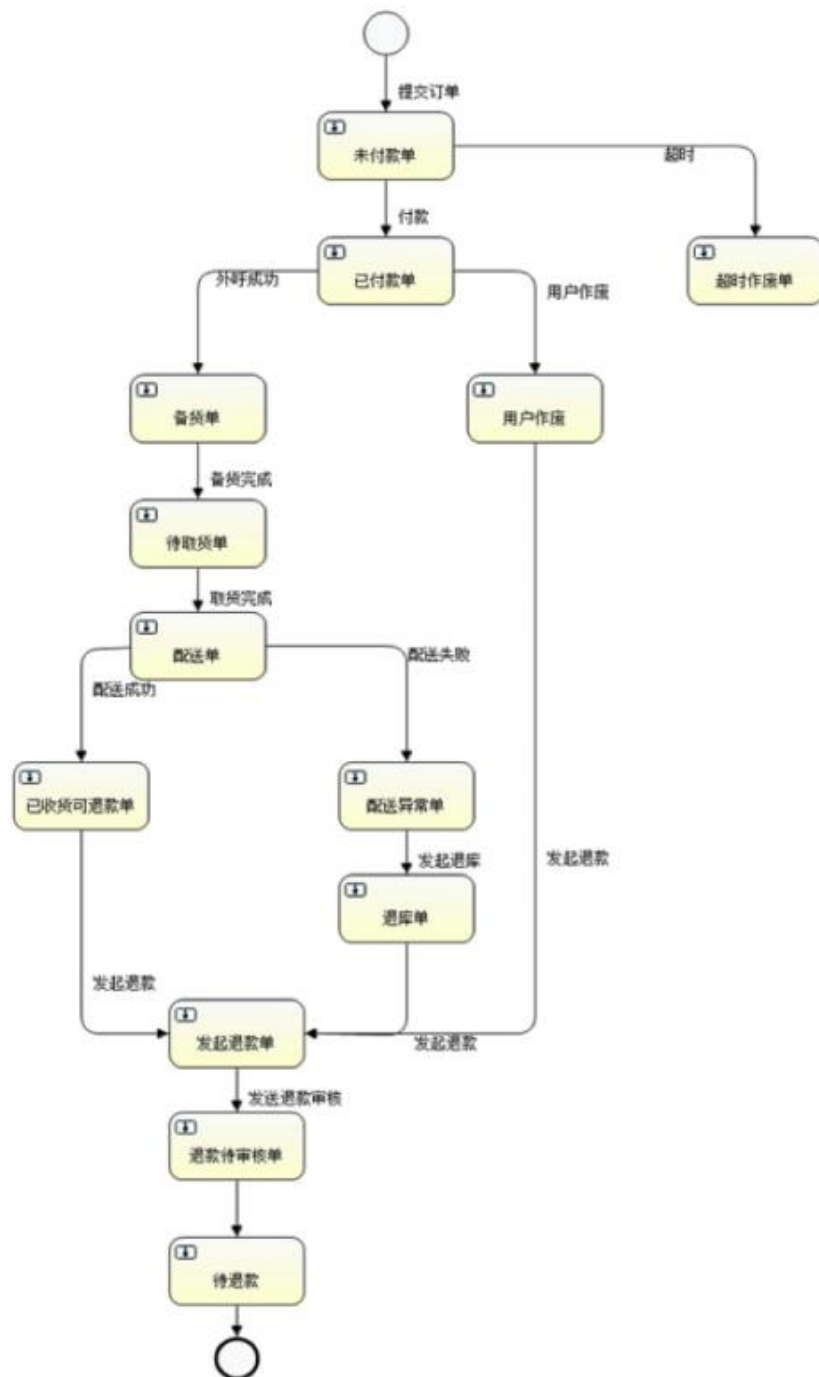 提交订单
未付款单
超时
付款
已付款单
超时作废单
外呼成功
用户作废
备货单
用户作废
备货完成
待取货单
取货完成
配送单
配送失败
配送成功
已收货可退款单
配送异常单
发起退库
发起退款
退库单
发起退款
发起退款单
发起退款
发送退款审核
退款待审核单
待退款